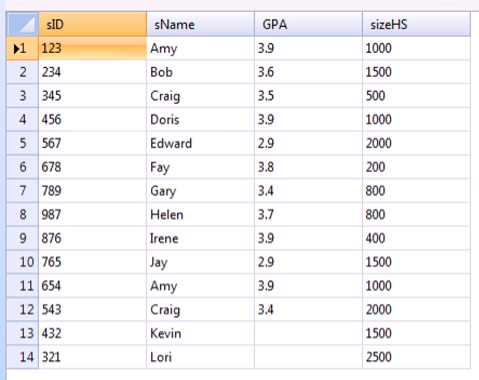 sID sName GPA sizeHS
1 123 Amy 3.9 1000
2 234 Bob 3.6 1500
3 345 Craig 3.5 500
4 456 Doris 3.9 1000
5 567 Edward 2.9 2000
6 678 Fay 3.8 200
7 789 Gary 3.4 800
8 987 Helen 3.7 800
9 876 Irene 3.9 400
10 765 Jay 2.9 1500
11 654 Amy 3.9 1000
12 543 Craig 3.4 2000
13 432 Kevin 1500
14 321 Lori 2500